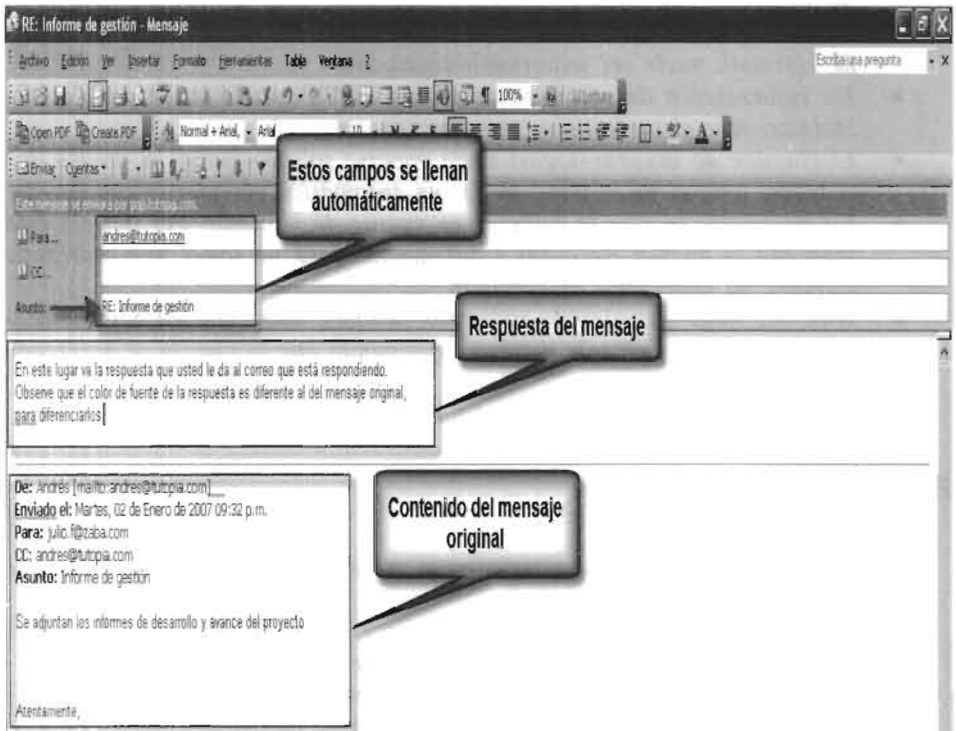 RE: Informe de gestión - Mensaje
Archivo Edición Ver Insertar Formato Herramientas Tabla Ventana ?
Escriba una pregunta
100%
Open PDF Create PDF
Normal + Arial, Arial 10 N K S
Enviar Cuentas
Estos campos se llenan
automáticamente
Este mensaje se enviará por
Para...
andres@tutopia.com
CC...
Asunto:
RE: Informe de gestión
Respuesta del mensaje
En este lugar va la respuesta que usted le da al correo que está respondiendo.
Observe que el color de fuente de la respuesta es diferente al del mensaje original,
para diferenciarlos
De: Andrés [mailto:andres@tutopia.com]
Enviado el: Martes, 02 de Enero de 2007 09:32 p.m.
Para: julio.f@zaba.com
CC: andres@tutopia.com
Asunto: Informe de gestión
Contenido del mensaje
original
Se adjuntan los informes de desarrollo y avance del proyecto
Atentamente,